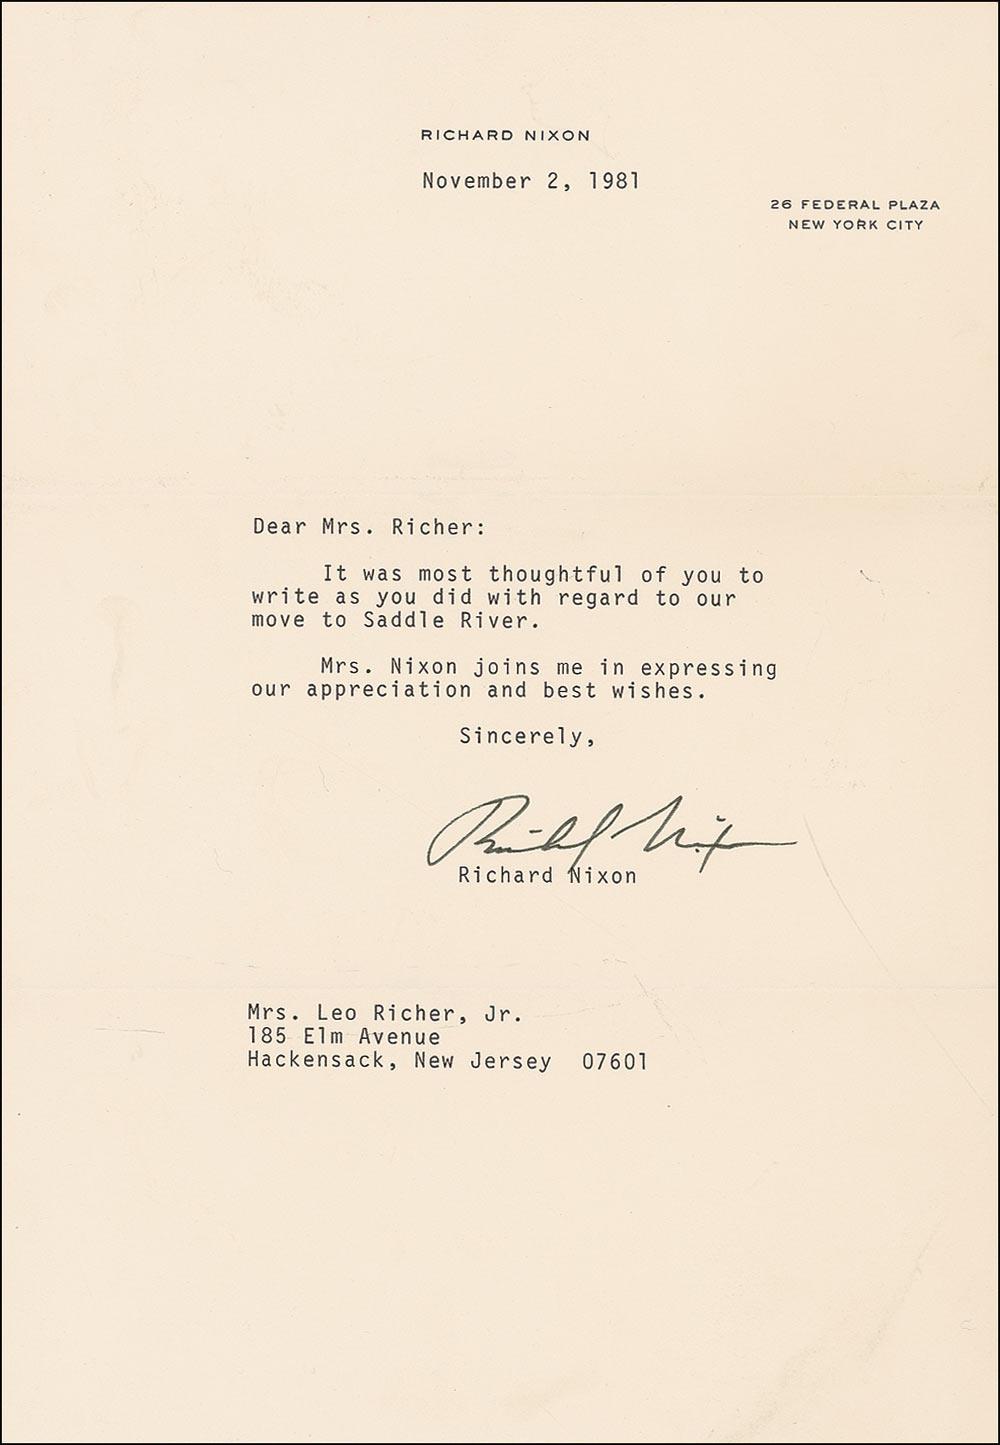 RICHARD NIXON
November 2, 1981
26 FEDERAL PLAZA
NEW YORK CITY
Dear Mrs. Richer:
It was most thoughtful of you to
write as you did with regard to our
move to Saddle River.
Mrs. Nixon joins me in expressing
our appreciation and best wishes.
Sincerely,
Richard Nixon
Richard Nixon
Mrs. Leo Richer, Jr.
185 Elm Avenue
Hackensack, New Jersey 07601